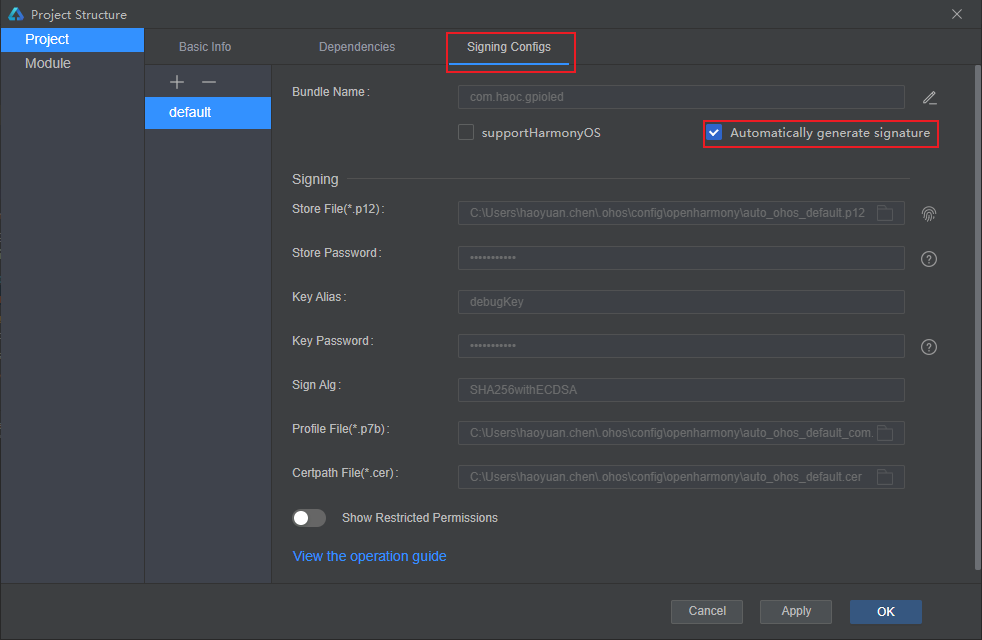 Project Structure
Project
Module
Basic Info
Dependencies
Signing Configs
default
Bundle Name:
com.haoc.gpioled
supportHarmonyOS
Automatically generate signature
Signing
Store File(*.p12):
C:\Users\haoyuan.chen\.ohos\config\openharmony\auto_ohos_default.p12
Store Password:
•••••••••••
Key Alias:
debugKey
Key Password:
•••••••••••
Sign Alg:
SHA256withECDSA
Profile File(*.p7b):
C:\Users\haoyuan.chen\.ohos\config\openharmony\auto_ohos_default_com.
Certpath File(*.cer):
C:\Users\haoyuan.chen\.ohos\config\openharmony\auto_ohos_default.cer
Show Restricted Permissions
View the operation guide
Cancel
Apply
OK